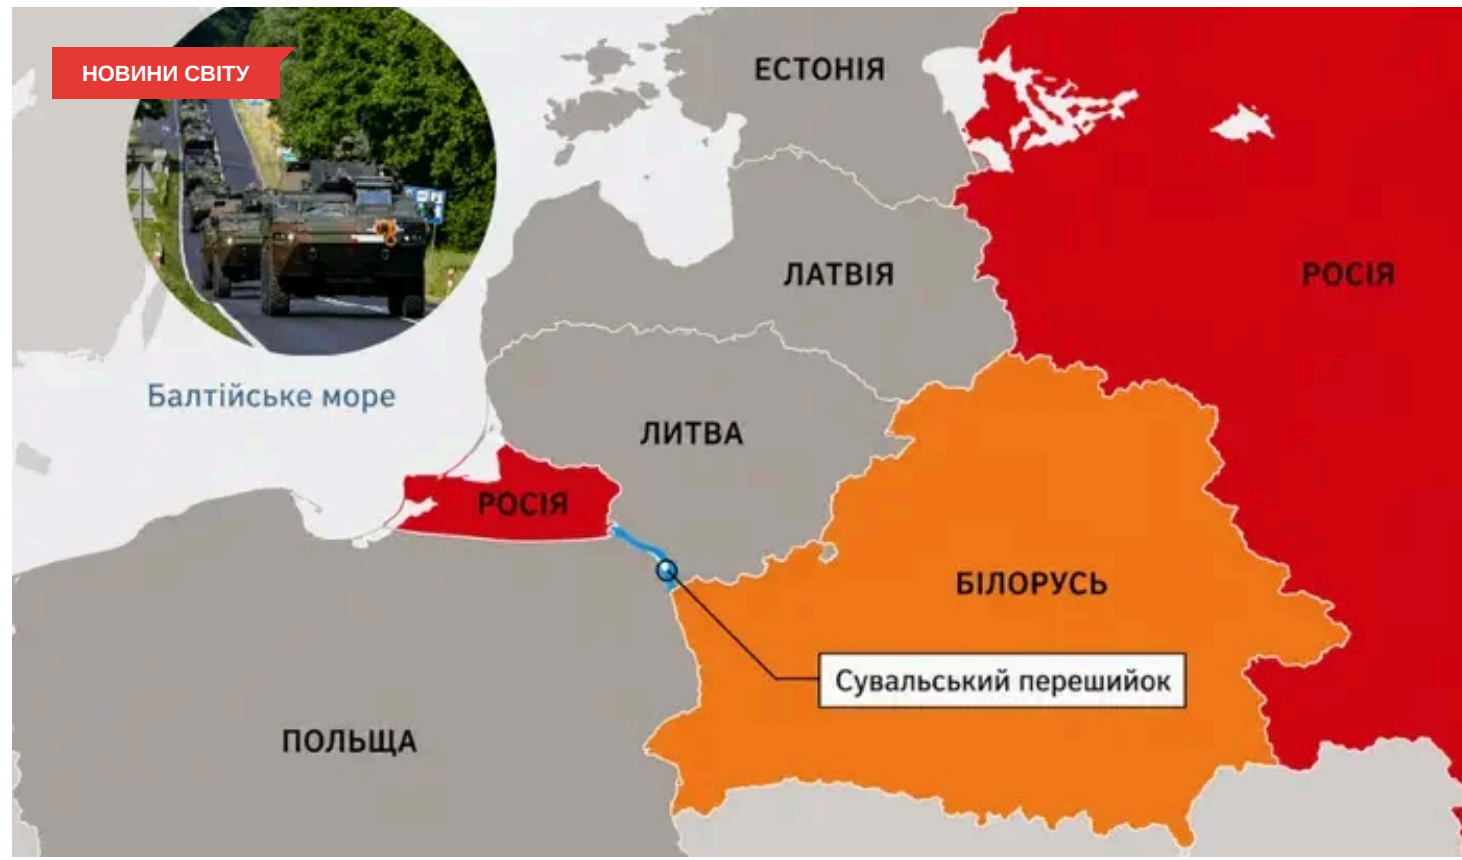 НОВИНИ СВІТУ
ЕСТОНІЯ
ЛАТВІЯ
РОСІЯ
Балтійське море
ЛИТВА
РОСІЯ
БІЛОРУСЬ
Сувальський перешийок
ПОЛЬЩА